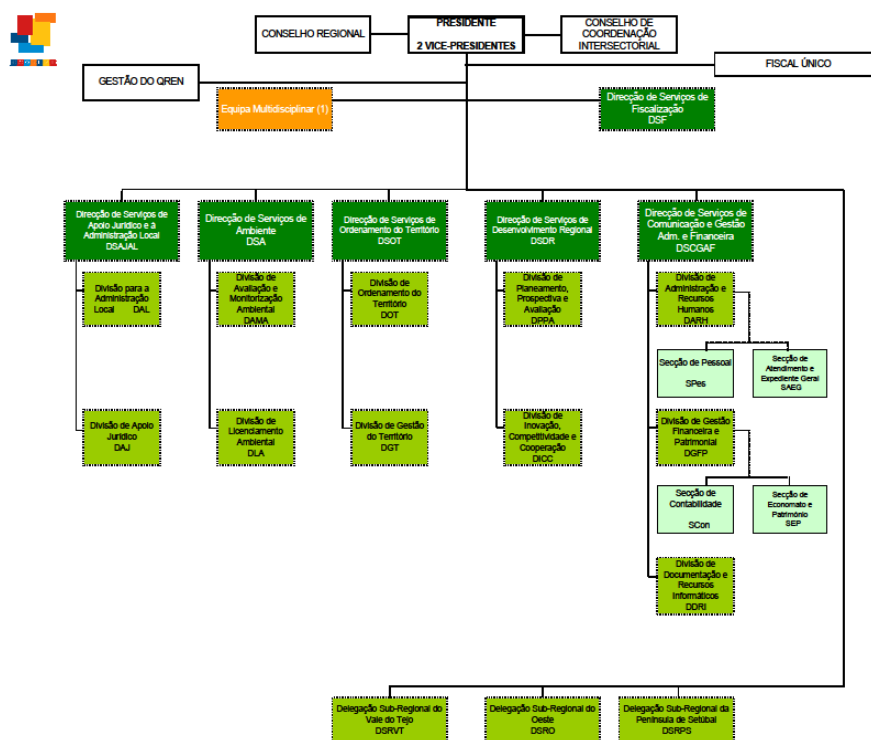 CONSELHO REGIONAL
PRESIDENTE
2 VICE-PRESIDENTES
CONSELHO DE
COORDENAÇÃO
INTERSECTORIAL
GESTÃO DO QREN
FISCAL ÚNICO
Equipa Multidisciplinar (1)
Direcção de Serviços de
Fiscalização
DSF
Direcção de Serviços de
Apoio Jurídico e à
Administração Local
DSAJAL
Direcção de Serviços de
Ambiente
DSA
Direcção de Serviços de
Ordenamento do Território
DSOT
Direcção de Serviços de
Desenvolvimento Regional
DSDR
Direcção de Serviços de
Comunicação e Gestão
Adm. e Financeira
DSCGAF
Divisão para a
Administração
Local DAL
Divisão de
Avaliação e
Monitorização
Ambiental
DAMA
Divisão de
Ordenamento do
Território
DOT
Divisão de
Planeamento,
Prospectiva e
Avaliação
DPPA
Divisão de
Administração e
Recursos
Humanos
DARH
Secção de Pessoal
SPes
Secção de
Atendimento e
Expediente Geral
SAEG
Divisão de Apoio
Jurídico
DAJ
Divisão de
Licenciamento
Ambiental
DLA
Divisão de Gestão
do Território
DGT
Divisão de
Inovação,
Competitividade e
Cooperação
DICC
Divisão de Gestão
Financeira e
Patrimonial
DGFP
Secção de
Contabilidade
SCon
Secção de
Economato e
Património
SEP
Divisão de
Documentação e
Recursos
Informáticos
DDRI
Delegação Sub-Regional do
Vale do Tejo
DSRVT
Delegação Sub-Regional do
Oeste
DSRO
Delegação Sub-Regional da
Península de Setúbal
DSRPS